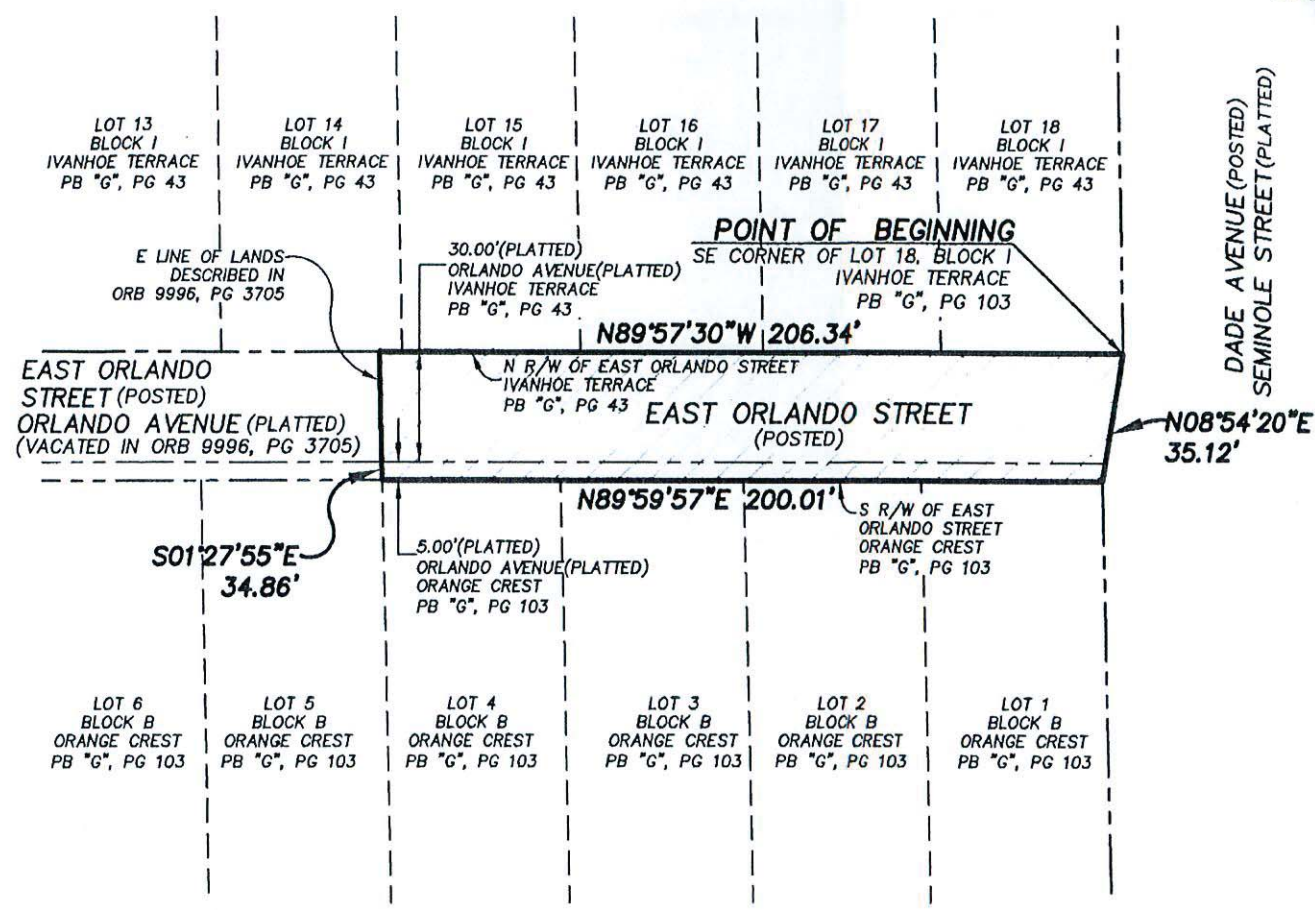 LOT 13
BLOCK I
IVANHOE TERRACE
PB "G", PG 43
LOT 14
BLOCK I
IVANHOE TERRACE
PB "G", PG 43
LOT 15
BLOCK I
IVANHOE TERRACE
PB "G", PG 43
LOT 16
BLOCK I
IVANHOE TERRACE
PB "G", PG 43
LOT 17
BLOCK I
IVANHOE TERRACE
PB "G", PG 43
LOT 18
BLOCK I
IVANHOE TERRACE
PB "G", PG 43
DADE AVENUE(POSTED)
SEMINOLE STREET(PLATTED)
E LINE OF LANDS
DESCRIBED IN
ORB 9996, PG 3705
30.00'(PLATTED)
ORLANDO AVENUE(PLATTED)
IVANHOE TERRACE
PB "G", PG 43
POINT OF BEGINNING
SE CORNER OF LOT 18, BLOCK I
IVANHOE TERRACE
PB "G", PG 103
N89°57'30"W 206.34'
EAST ORLANDO
STREET (POSTED)
ORLANDO AVENUE (PLATTED)
(VACATED IN ORB 9996, PG 3705)
N R/W OF EAST ORLANDO STREET
IVANHOE TERRACE
PB "G", PG 43
EAST ORLANDO STREET
(POSTED)
N08°54'20"E
35.12'
N89°59'57"E 200.01'
S01°27'55"E
34.86'
5.00'(PLATTED)
ORLANDO AVENUE(PLATTED)
ORANGE CREST
PB "G", PG 103
S R/W OF EAST
ORLANDO STREET
ORANGE CREST
PB "G", PG 103
LOT 6
BLOCK B
ORANGE CREST
PB "G", PG 103
LOT 5
BLOCK B
ORANGE CREST
PB "G", PG 103
LOT 4
BLOCK B
ORANGE CREST
PB "G", PG 103
LOT 3
BLOCK B
ORANGE CREST
PB "G", PG 103
LOT 2
BLOCK B
ORANGE CREST
PB "G", PG 103
LOT 1
BLOCK B
ORANGE CREST
PB "G", PG 103